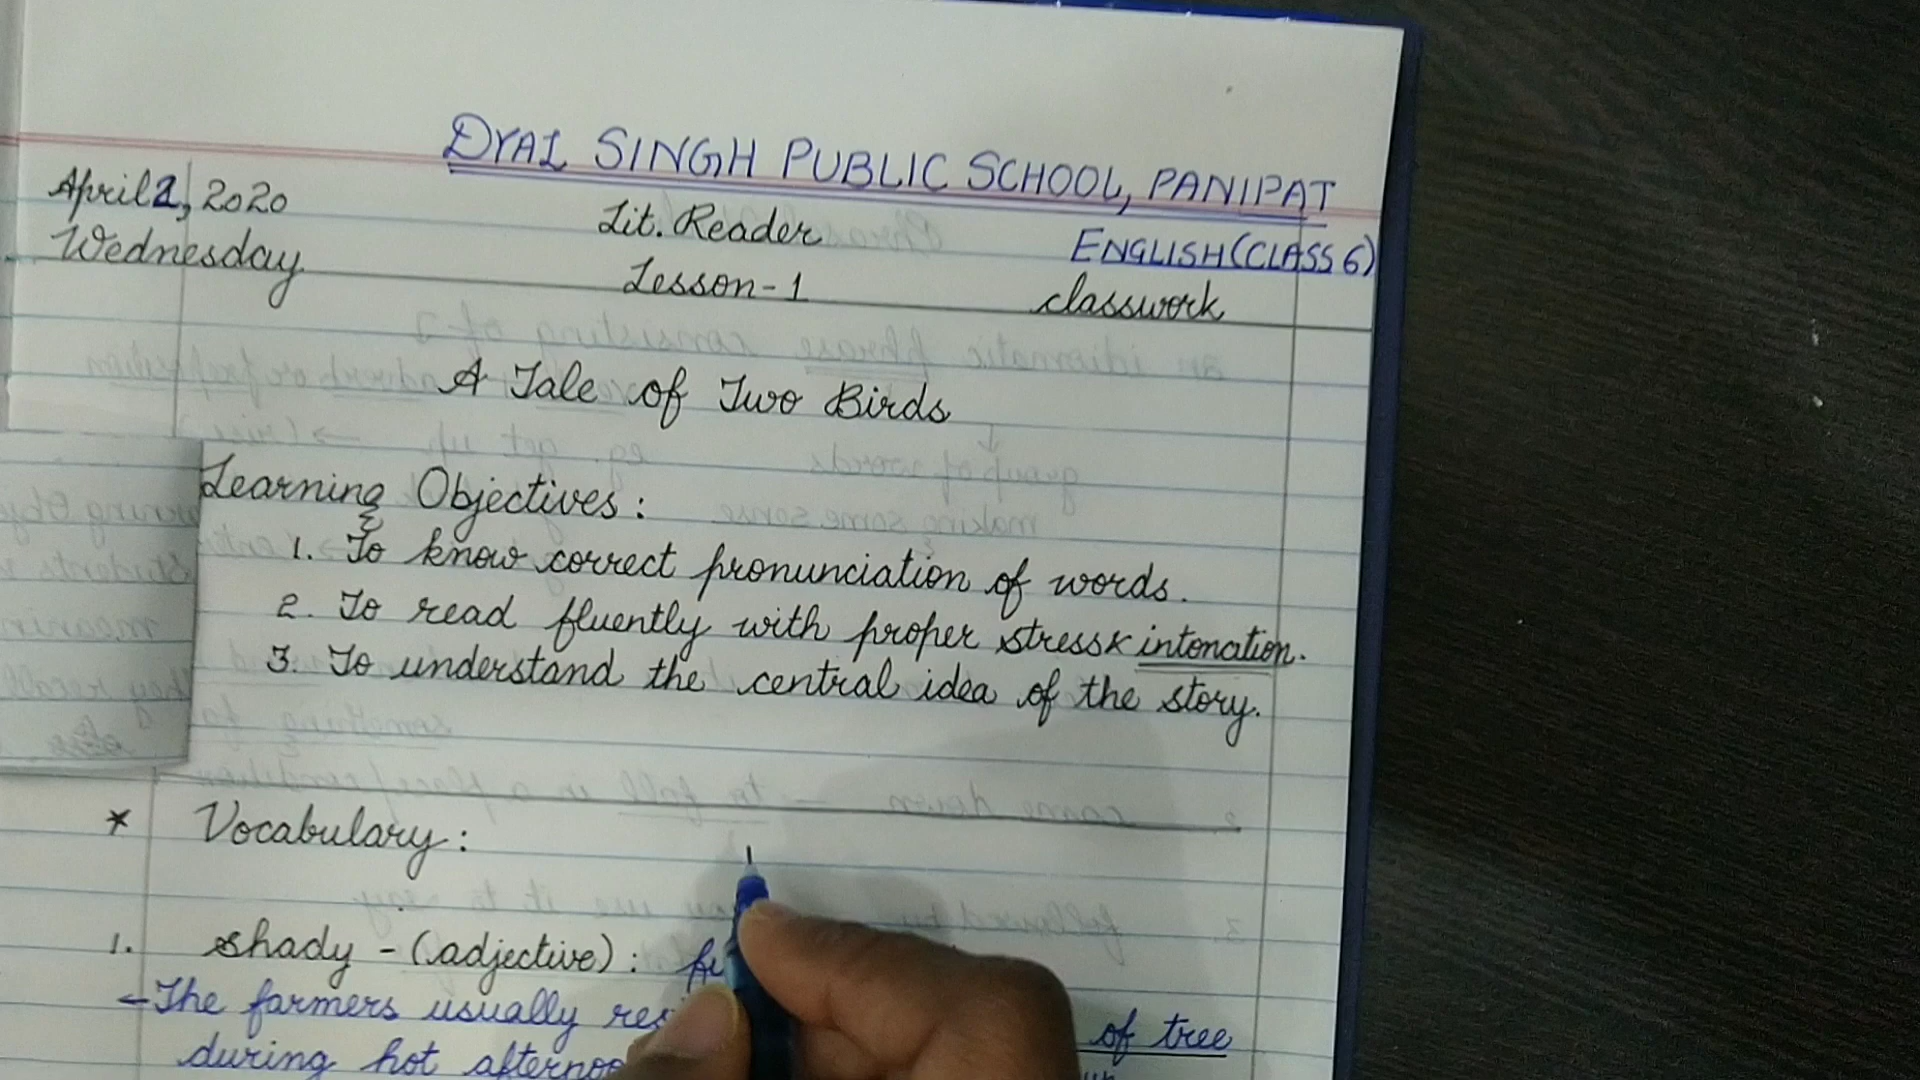 DYAL SINGH PUBLIC SCHOOL, PANIPAT
April 2, 2020
Lit. Reader
ENGLISH (CLASS 6)
Wednesday
Lesson - 1
classwork
A Tale of Two Birds
Learning Objectives :
1. To know correct pronunciation of words.
2. To read fluently with proper stress & intonation.
3. To understand the central idea of the story.
* Vocabulary :
1. shady - (adjective) :
- The farmers usually of tree
during hot